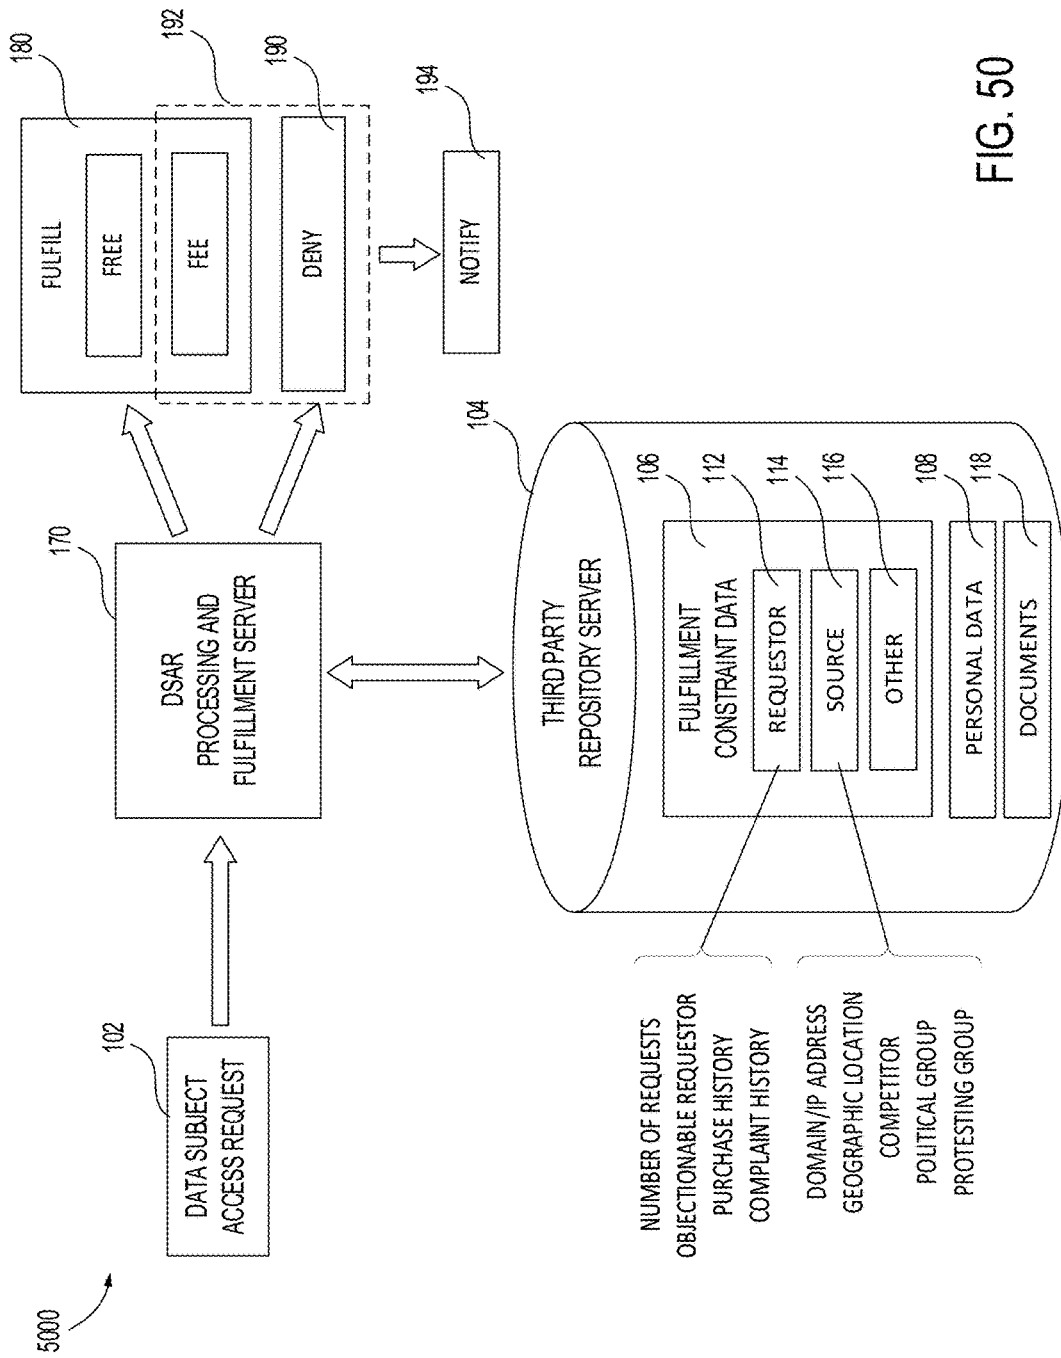 5000
102
DATA SUBJECT
ACCESS REQUEST
170
DSAR
PROCESSING AND
FULFILLMENT SERVER
180
FULFILL
FREE
FEE
192
DENY
190
NOTIFY
194
104
THIRD PARTY
REPOSITORY SERVER
106
FULFILLMENT
CONSTRAINT DATA
REQUESTOR
112
SOURCE
114
OTHER
116
PERSONAL DATA
108
DOCUMENTS
118
NUMBER OF REQUESTS
OBJECTIONABLE REQUESTOR
PURCHASE HISTORY
COMPLAINT HISTORY
DOMAIN/IP ADDRESS
GEOGRAPHIC LOCATION
COMPETITOR
POLITICAL GROUP
PROTESTING GROUP
FIG. 50